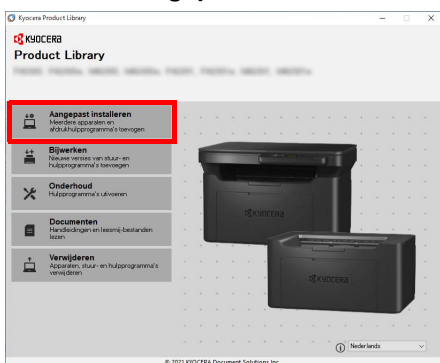 Kyocera Product Library
KYOCERA
Product Library
Aangepast installeren
Meerdere apparaten en
afdrukhulpprogramma's toevogen
Bijwerken
Nieuwe versies van stuur- en
hulpprogramma's toevoegen
Onderhoud
Hulpprogramma's uitvoeren
Documenten
Handleidingen en leesmij-bestanden
lezen
Verwijderen
Apparaten, stuur- en hulpprogramma's
verwijderen
KYOCERA
KYOCERA
Nederlands
© 2021 KYOCERA Document Solutions Inc.